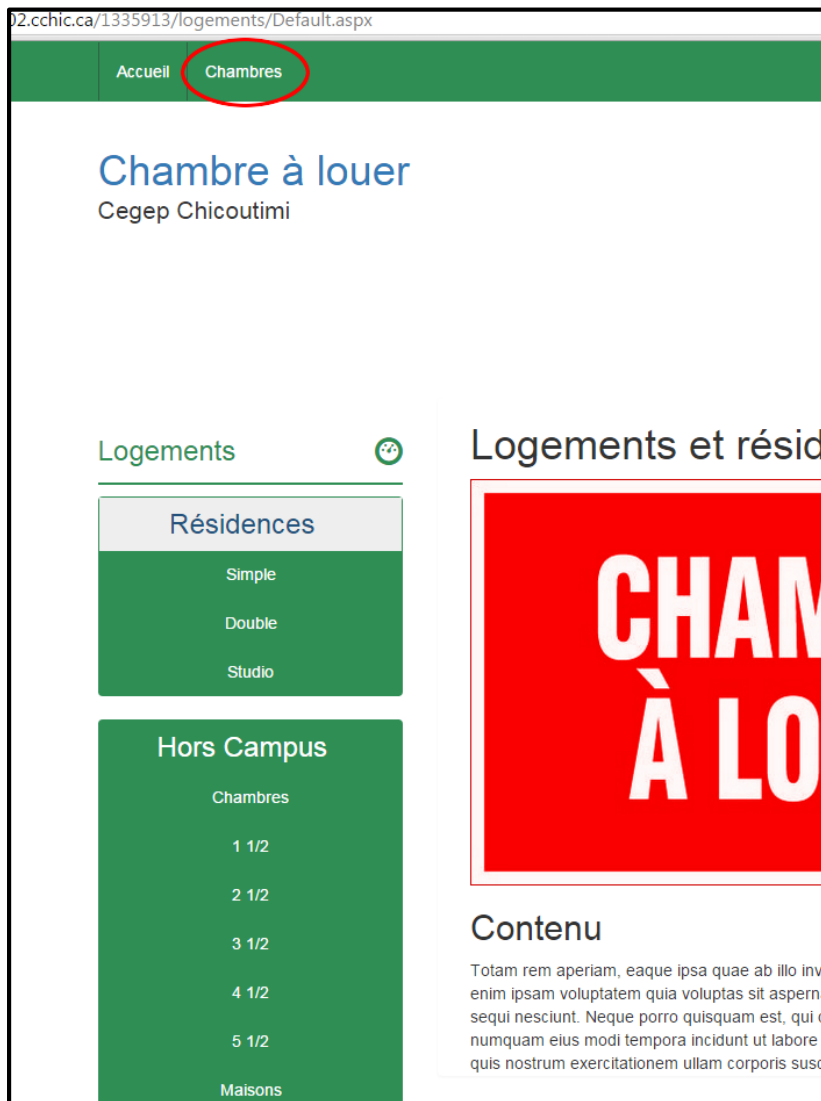 02.cchic.ca/1335913/logements/Default.aspx
Accueil Chambres
Chambre à louer
Cegep Chicoutimi
Logements
Résidences
Simple
Double
Studio
Hors Campus
Chambres
1 1/2
2 1/2
3 1/2
4 1/2
5 1/2
Maisons
Logements et résid
CHAM
À LO
Contenu
Totam rem aperiam, eaque ipsa quae ab illo inv
enim ipsam voluptatem quia voluptas sit aspern
sequi nesciunt. Neque porro quisquam est, qui
numquam eius modi tempora incidunt ut labore
quis nostrum exercitationem ullam corporis susc